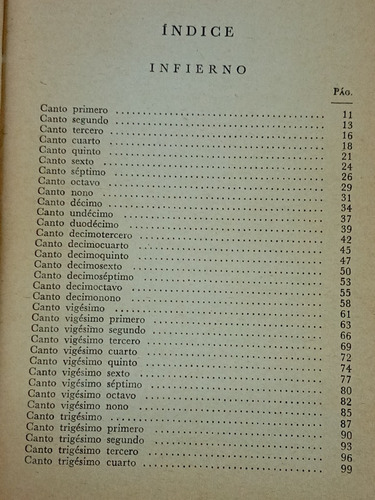 ÍNDICE
INFIERNO
PÁG.
Canto primero ........ 11
Canto segundo ........ 13
Canto tercero ........ 16
Canto cuarto ........ 18
Canto quinto ........ 21
Canto sexto ........ 24
Canto séptimo ........ 26
Canto octavo ........ 29
Canto nono ........ 31
Canto décimo ........ 34
Canto undécimo ........ 37
Canto duodécimo ........ 39
Canto decimotercero ........ 42
Canto decimocuarto ........ 45
Canto decimoquinto ........ 47
Canto decimosexto ........ 50
Canto decimoséptimo ........ 53
Canto decimoctavo ........ 55
Canto decimonono ........ 58
Canto vigésimo ........ 61
Canto vigésimo primero ........ 63
Canto vigésimo segundo ........ 66
Canto vigésimo tercero ........ 69
Canto vigésimo cuarto ........ 72
Canto vigésimo quinto ........ 74
Canto vigésimo sexto ........ 77
Canto vigésimo séptimo ........ 80
Canto vigésimo octavo ........ 82
Canto vigésimo nono ........ 85
Canto trigésimo ........ 87
Canto trigésimo primero ........ 90
Canto trigésimo segundo ........ 93
Canto trigésimo tercero ........ 96
Canto trigésimo cuarto ........ 99